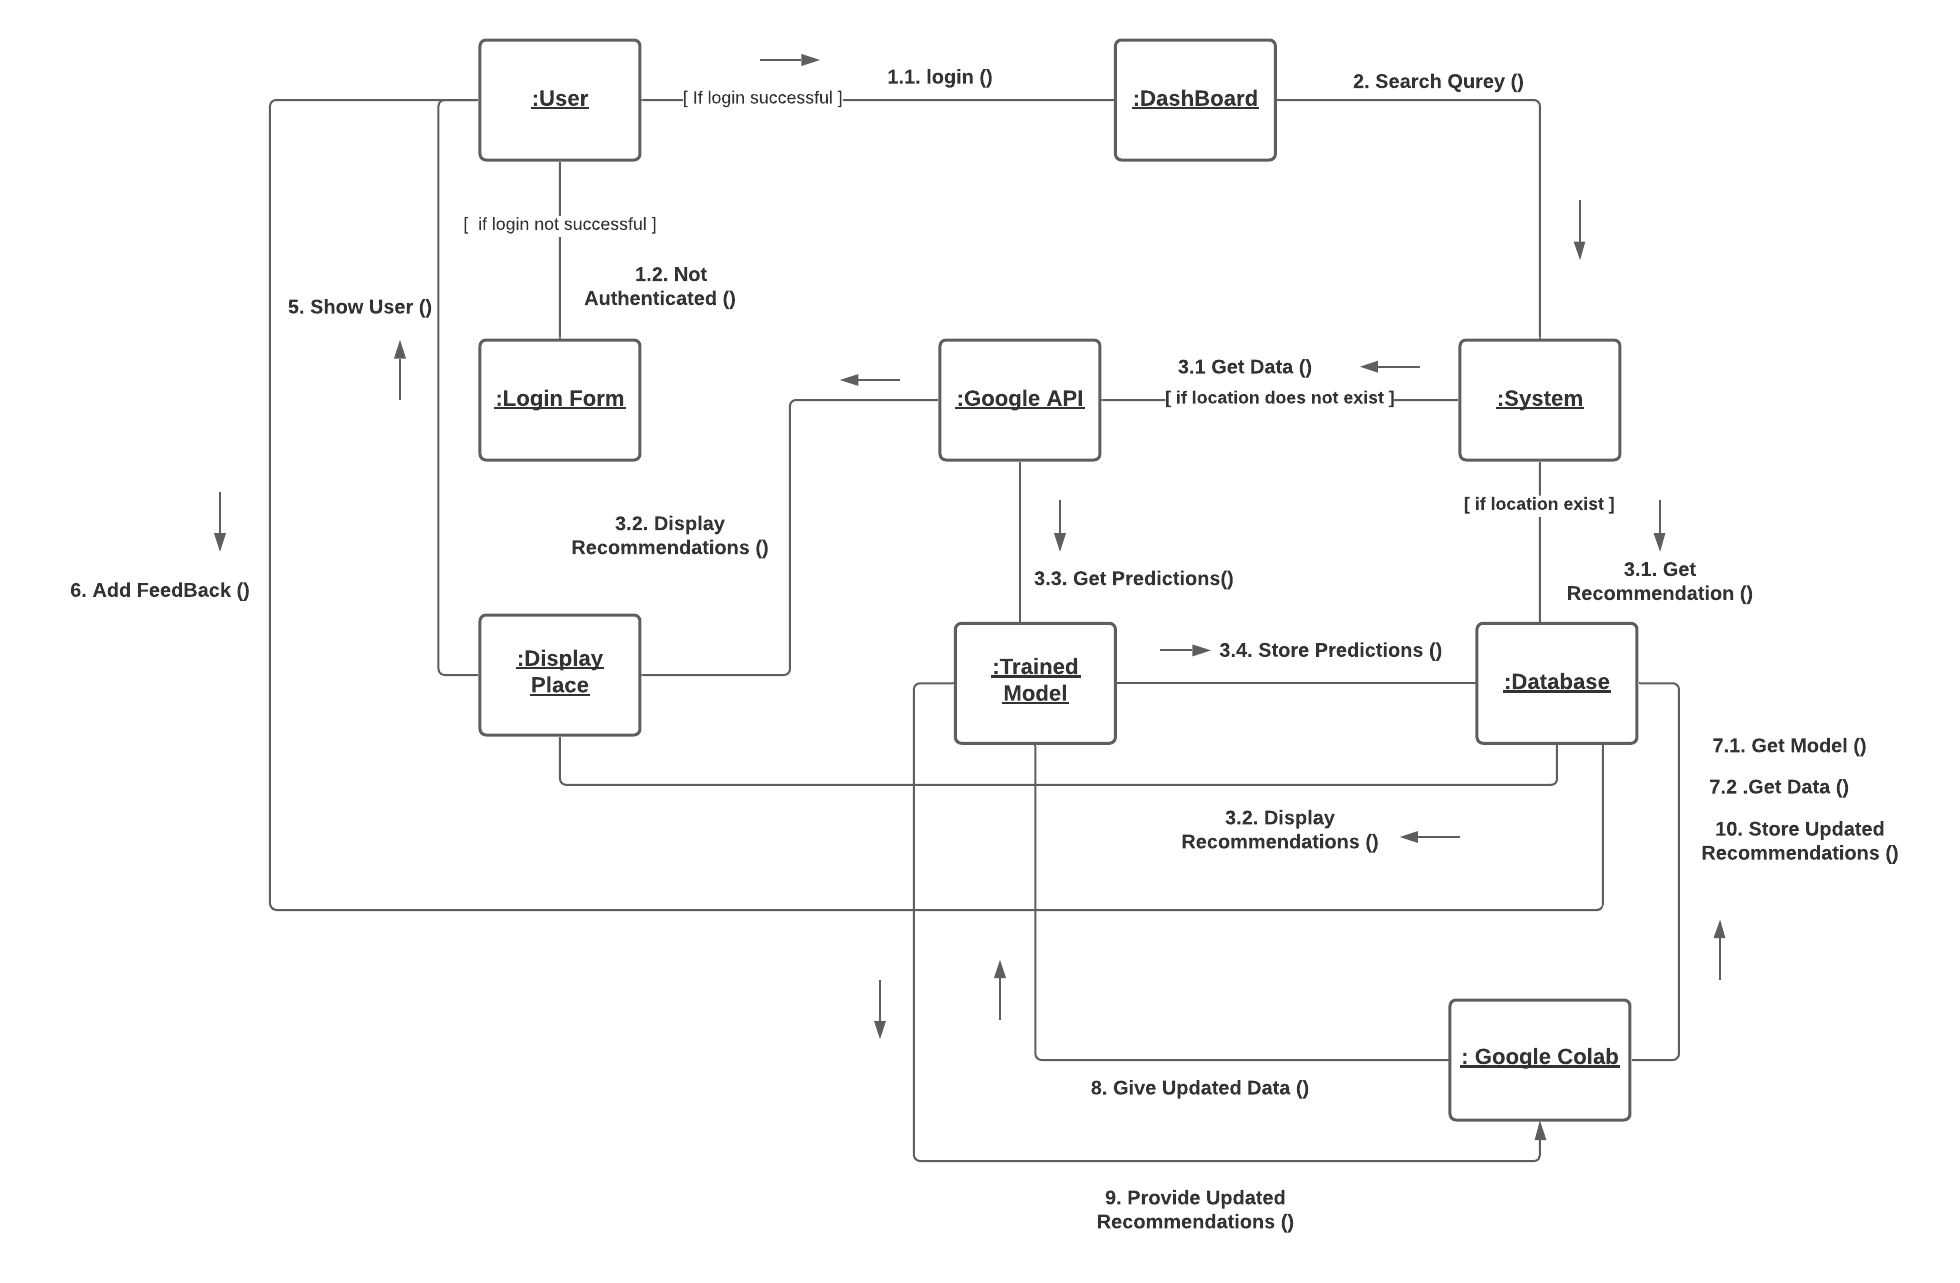 :User
[ If login successful ]
1.1. login ()
:DashBoard
2. Search Qurey ()
[  if login not successful ]
1.2. Not
Authenticated ()
5. Show User ()
:Login Form
:Google API
3.1 Get Data ()
[ if location does not exist ]
:System
[ if location exist ]
3.2. Display
Recommendations ()
3.3. Get Predictions()
3.1. Get
Recommendation ()
6. Add FeedBack ()
:Display
Place
:Trained
Model
3.4. Store Predictions ()
:Database
7.1. Get Model ()
7.2 .Get Data ()
10. Store Updated
Recommendations ()
3.2. Display
Recommendations ()
: Google Colab
8. Give Updated Data ()
9. Provide Updated
Recommendations ()